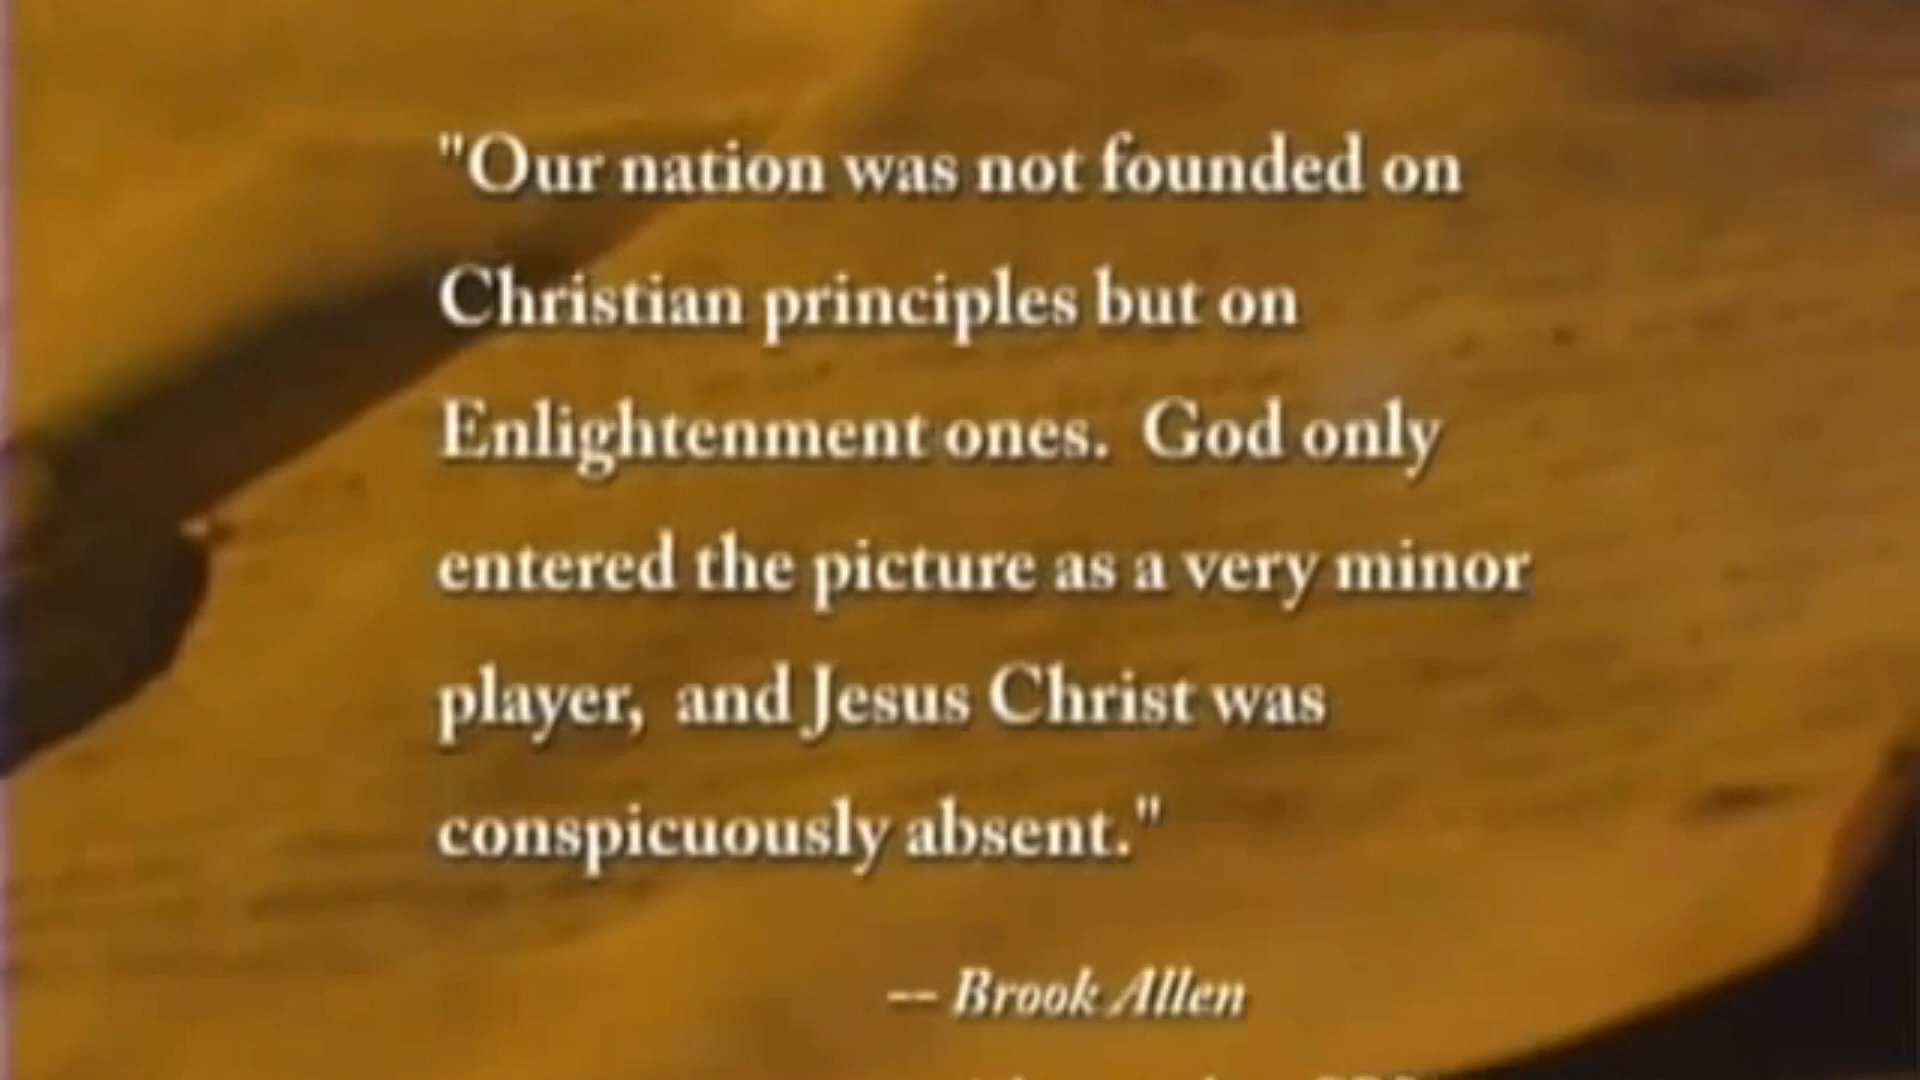 "Our nation was not founded on
Christian principles but on
Enlightenment ones.  God only
entered the picture as a very minor
player,  and Jesus Christ was
conspicuously absent."
-- Brook Allen